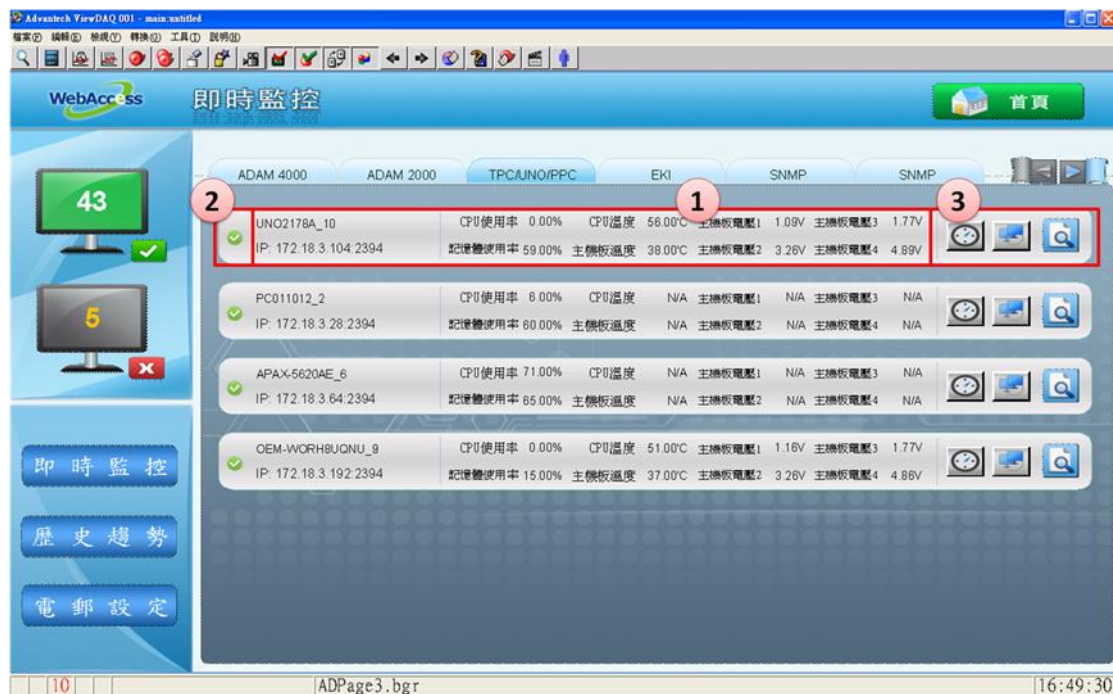 Advantech ViewDAQ 001 - main:untitled
檔案(F) 編輯(E) 檢視(V) 轉換(O) 工具(T) 說明(H)
WebAccess 即時監控 首頁
ADAM 4000 ADAM 2000 TPC/UNO/PPC EKI SNMP SNMP
43
2 1 3
UNO2178A_10 CPU使用率 0.00% CPU溫度 56.00℃ 主機板電壓1 1.09V 主機板電壓3 1.77V
IP: 172.18.3.104:2394 記憶體使用率 59.00% 主機板溫度 38.00℃ 主機板電壓2 3.26V 主機板電壓4 4.89V
5
PC011012_2 CPU使用率 6.00% CPU溫度 N/A 主機板電壓1 N/A 主機板電壓3 N/A
IP: 172.18.3.28:2394 記憶體使用率 60.00% 主機板溫度 N/A 主機板電壓2 N/A 主機板電壓4 N/A
APAX-5620AE_6 CPU使用率 71.00% CPU溫度 N/A 主機板電壓1 N/A 主機板電壓3 N/A
IP: 172.18.3.64:2394 記憶體使用率 65.00% 主機板溫度 N/A 主機板電壓2 N/A 主機板電壓4 N/A
OEM-WORH8UQNU_9 CPU使用率 0.00% CPU溫度 51.00℃ 主機板電壓1 1.16V 主機板電壓3 1.77V
IP: 172.18.3.192:2394 記憶體使用率 15.00% 主機板溫度 37.00℃ 主機板電壓2 3.26V 主機板電壓4 4.86V
即時監控
歷史趨勢
電郵設定
10 ADPage3.bgr 16:49:30